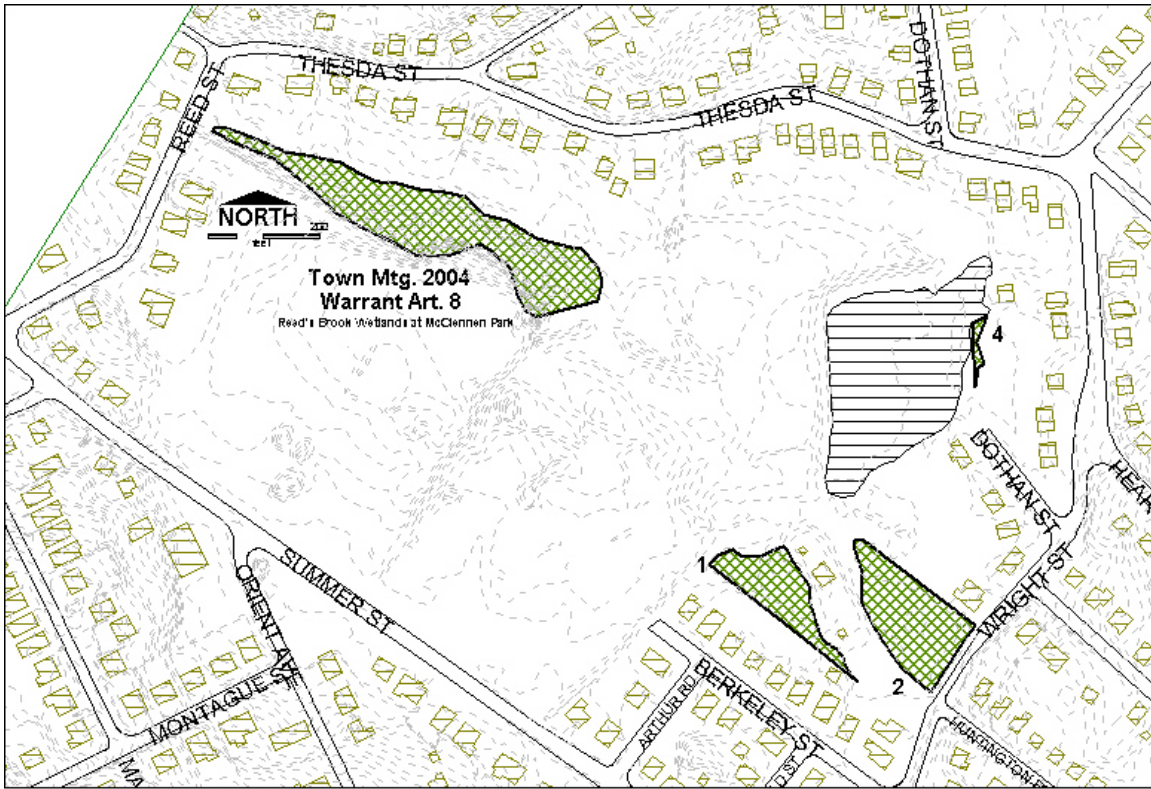 THESDA ST
DOTHAN ST
REED ST
THESDA ST
NORTH
feet
Town Mtg. 2004
Warrant Art. 8
Reed's Brook Wetlands at McClennen Park
4
DOTHAN ST
1
WRIGHT ST
SUMMER ST
ORIENT AVE
2
BERKELEY ST
ARTHUR RD
MONTAGUE ST